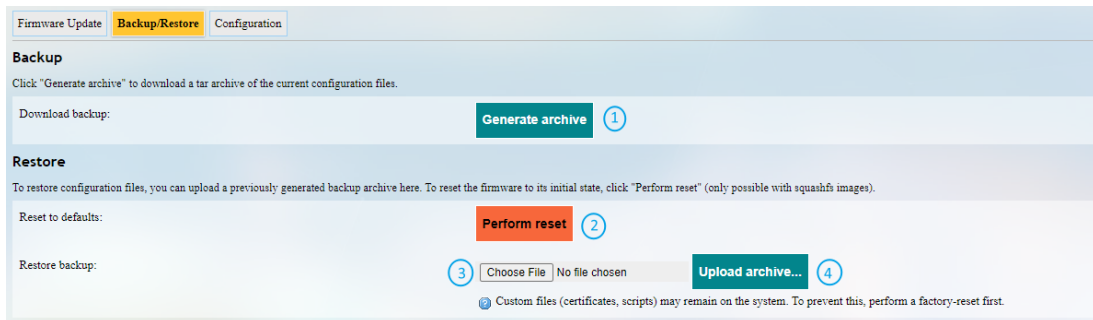 Firmware Update Backup/Restore Configuration
Backup
Click "Generate archive" to download a tar archive of the current configuration files.
Download backup: Generate archive 1
Restore
To restore configuration files, you can upload a previously generated backup archive here. To reset the firmware to its initial state, click "Perform reset" (only possible with squashfs images).
Reset to defaults: Perform reset 2
Restore backup: 3 Choose File No file chosen Upload archive... 4
? Custom files (certificates, scripts) may remain on the system. To prevent this, perform a factory-reset first.